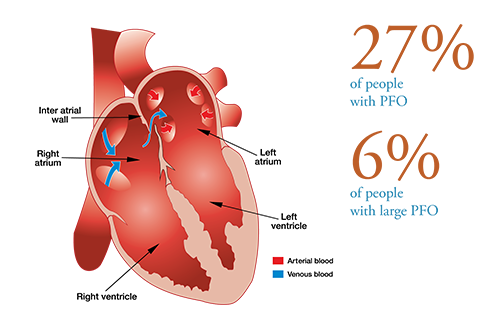 27%
of people
with PFO
6%
of people
with large PFO
Inter atrial
wall
Right
atrium
Left
atrium
Left
ventricle
Right ventricle
Arterial blood
Venous blood